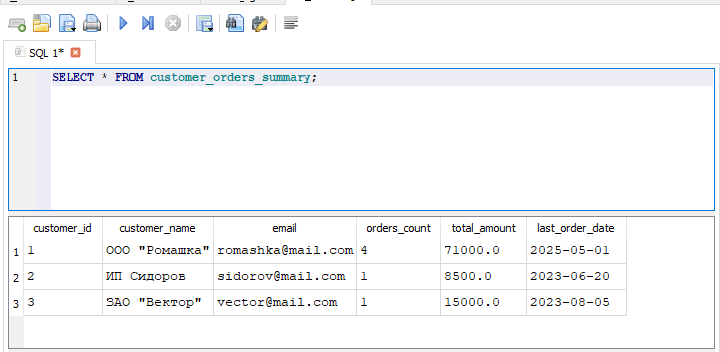 SQL 1*
1 SELECT * FROM customer_orders_summary;
customer_id customer_name email orders_count total_amount last_order_date
1 1 ООО "Ромашка" romashka@mail.com 4 71000.0 2025-05-01
2 2 ИП Сидоров sidorov@mail.com 1 8500.0 2023-06-20
3 3 ЗАО "Вектор" vector@mail.com 1 15000.0 2023-08-05